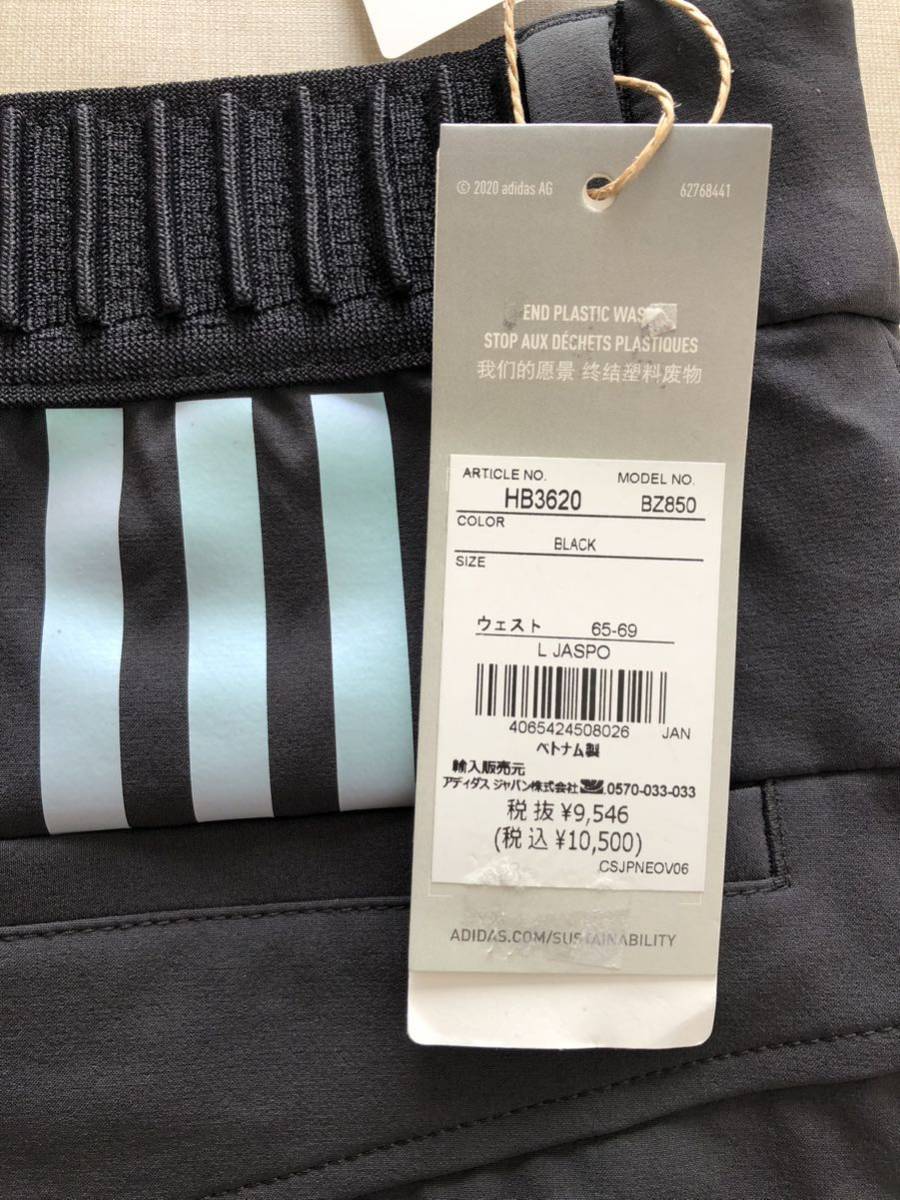 © 2020 adidas AG 62768441
END PLASTIC WAS
STOP AUX DÉCHETS PLASTIQUES
我们的愿景 终结塑料废物
ARTICLE NO. MODEL NO.
HB3620 BZ850
COLOR
BLACK
SIZE
ウェスト 65-69
L JASPO
4065424508026 JAN
ベトナム製
輸入販売元
アディダス ジャパン株式会社 0570-033-033
税抜 ¥9,546
(税込 ¥10,500)
CSJPNEOV06
ADIDAS.COM/SUSTAINABILITY